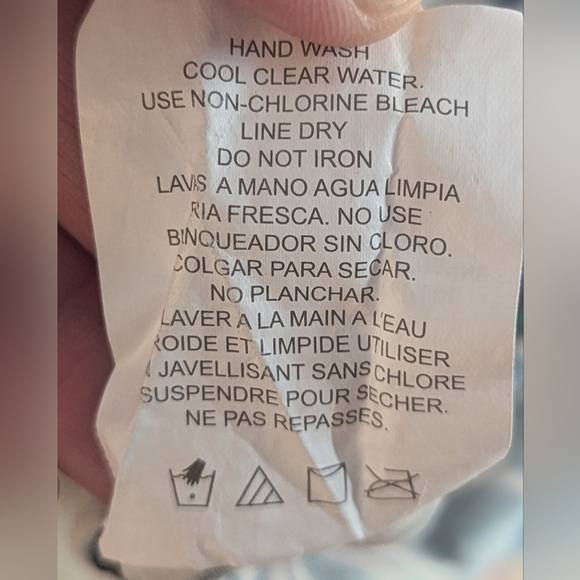 HAND WASH
COOL CLEAR WATER.
USE NON-CHLORINE BLEACH
LINE DRY
DO NOT IRON
A MANO AGUA LIMPIA
RIA FRESCA. NO USE
BINQUEADOR SIN CLORO.
COLGAR PARA SECAR.
NO PLANCHAR.
LAVER A LA MAIN A L'EAU
ROIDE ET LIMPIDE UTILISER
JAVELLISANT SANS CHLORE
SUSPENDRE POUR SECHER.
NE PAS REPASSES.